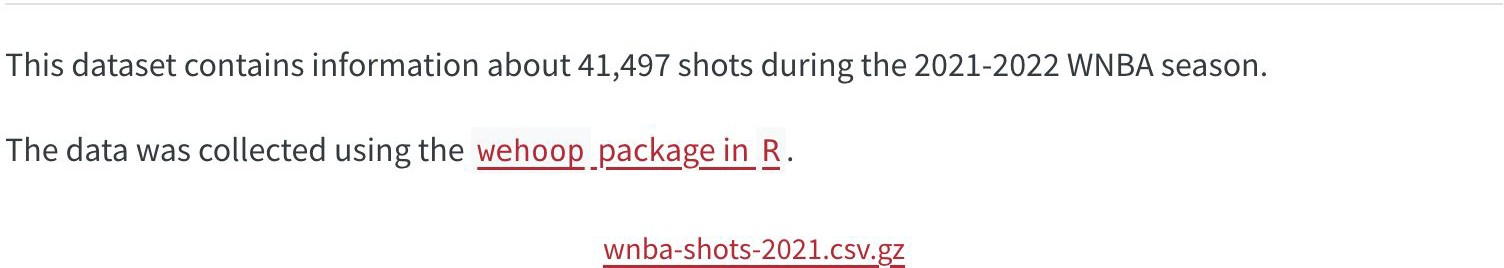 This dataset contains information about 41,497 shots during the 2021-2022 WNBA season.
The data was collected using the wehoop package in R.
wnba-shots-2021.csv.gz